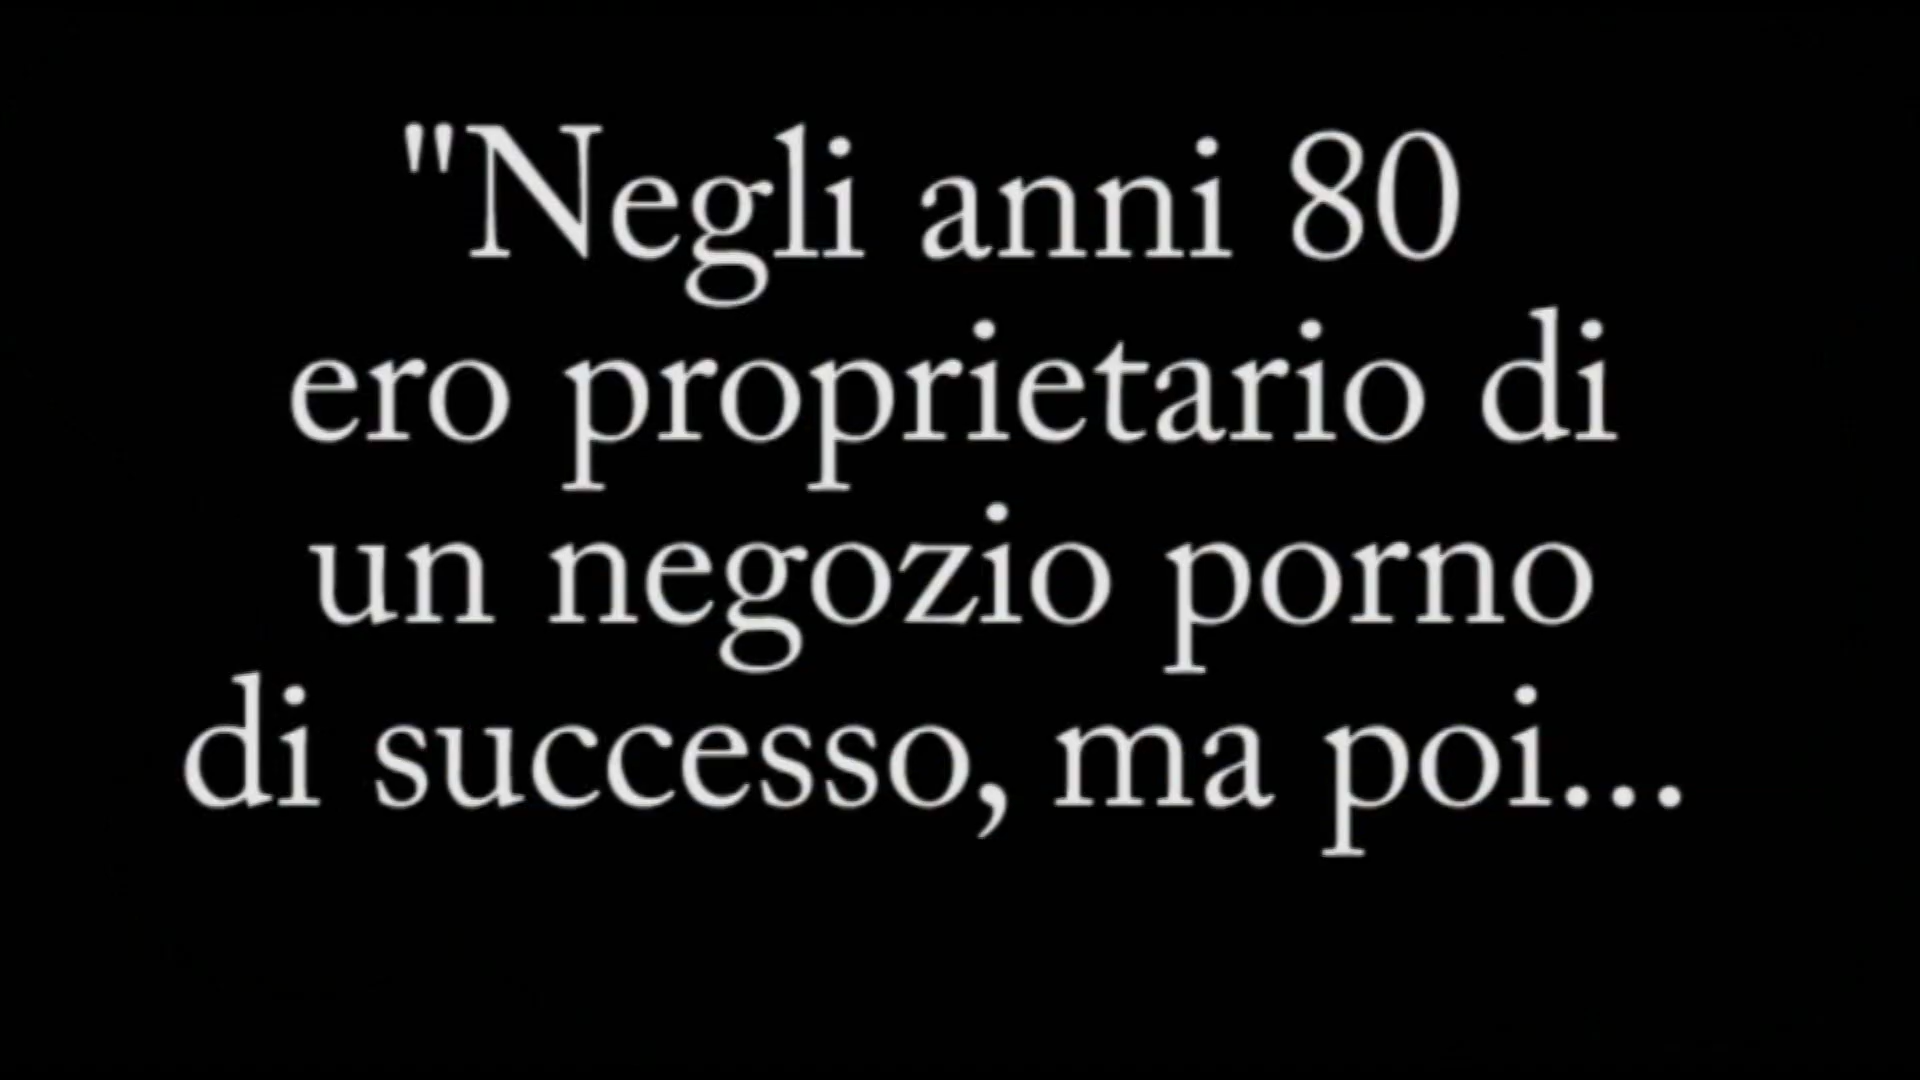 "Negli anni 80
ero proprietario di
un negozio porno
di successo, ma poi...